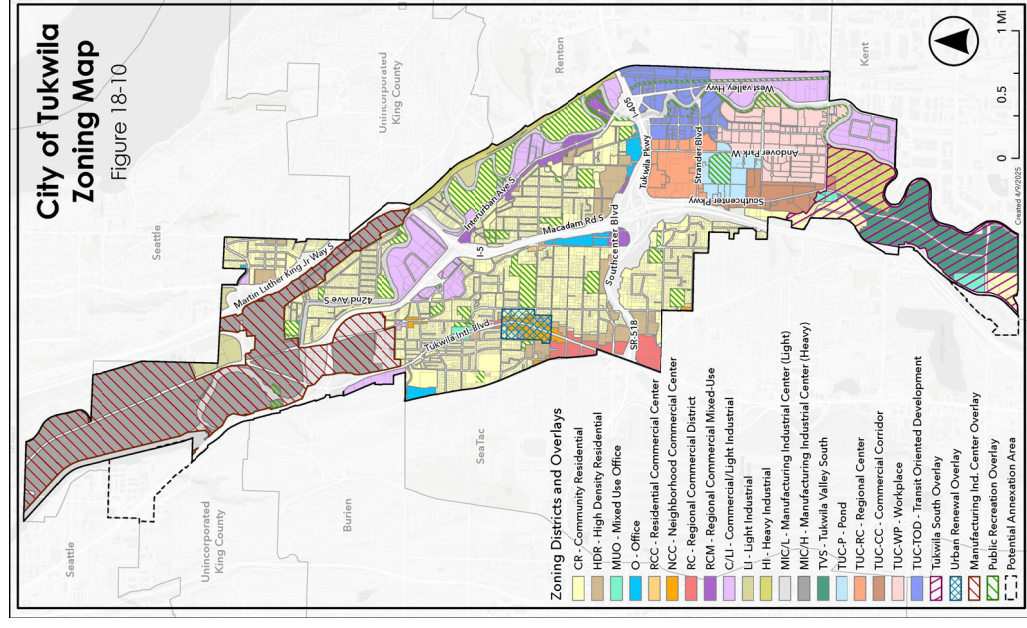 City of Tukwila
Zoning Map
Figure 18-10
Seattle
Unincorporated
King County
Renton
Kent
Seattle
Unincorporated
King County
Burien
SeaTac
Martin Luther King Jr Way S
42nd Ave S
Tukwila Intl. Blvd
I-5
Interurban Ave S
Macadam Rd S
Southcenter Blvd
SR-518
I-405
Tukwila Pkwy
West valley Hwy
Strander Blvd
Andover Park W
Southcenter Pkwy
Zoning Districts and Overlays
CR - Community Residential
HDR - High Density Residential
MUO - Mixed Use Office
O - Office
RCC - Residential Commercial Center
NCC - Neighborhood Commercial Center
RC - Regional Commercial District
RCM - Regional Commercial Mixed-Use
C/LI - Commercial/Light Industrial
LI - Light Industrial
HI - Heavy Industrial
MIC/L - Manufacturing Industrial Center (Light)
MIC/H - Manufacturing Industrial Center (Heavy)
TVS - Tukwila Valley South
TUC-P - Pond
TUC-RC - Regional Center
TUC-CC - Commercial Corridor
TUC-WP - Workplace
TUC-TOD - Transit Oriented Development
Tukwila South Overlay
Urban Renewal Overlay
Manufacturing Ind. Center Overlay
Public Recreation Overlay
Potential Annexation Area
0 0.5 1 Mi
Created 4/9/2025